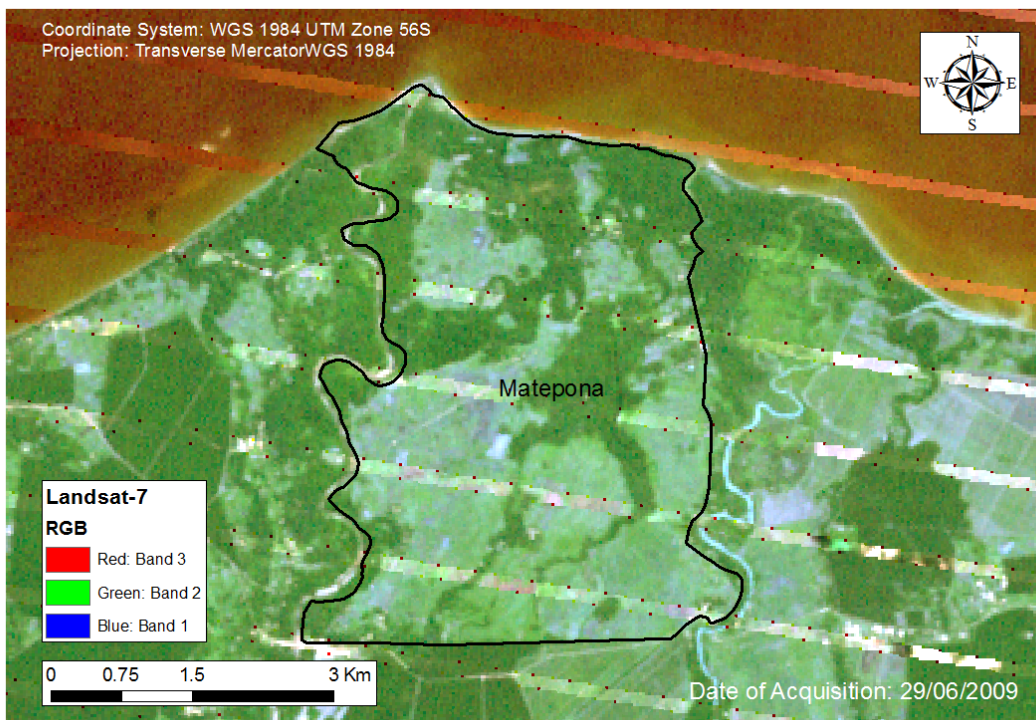 Coordinate System: WGS 1984 UTM Zone 56S
Projection: Transverse MercatorWGS 1984
N
W E
S
Matepona
Landsat-7
RGB
Red: Band 3
Green: Band 2
Blue: Band 1
0 0.75 1.5 3 Km
Date of Acquisition: 29/06/2009